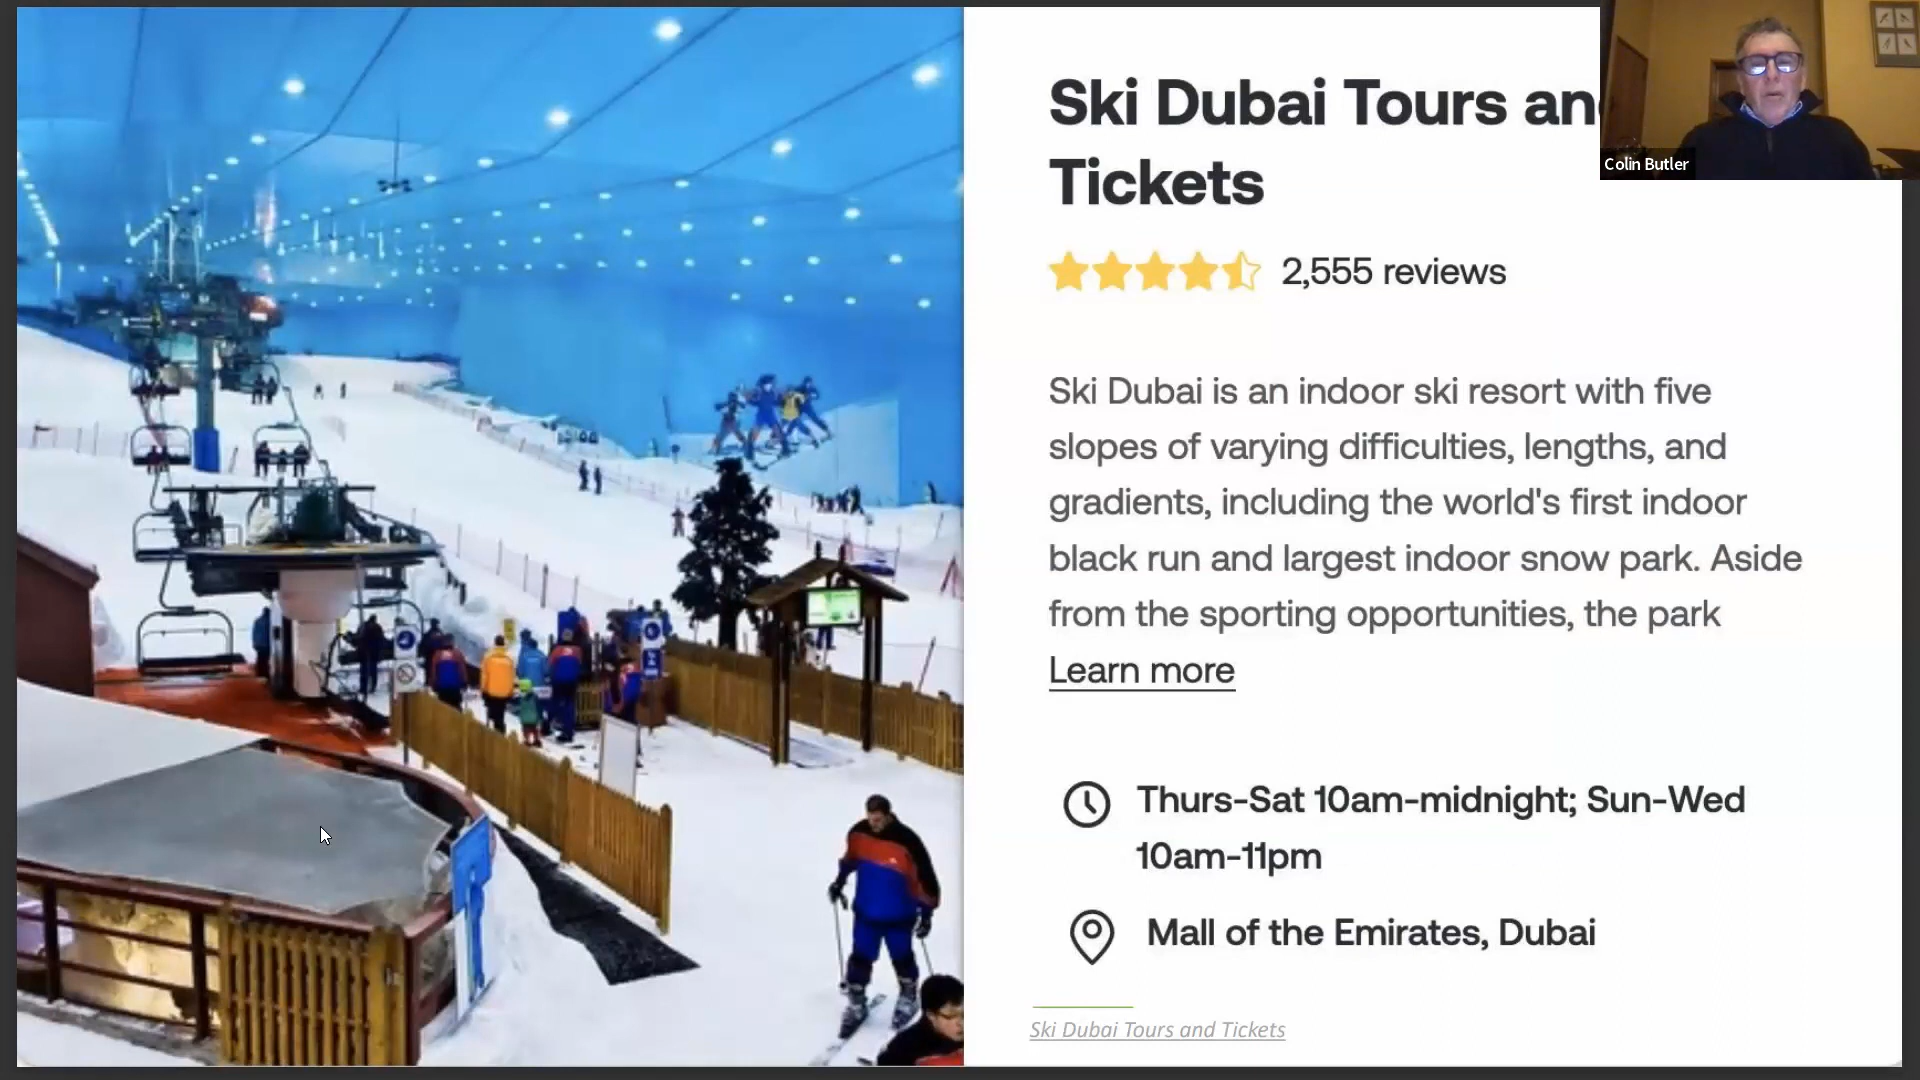 Ski Dubai Tours an
Tickets
2,555 reviews
Ski Dubai is an indoor ski resort with five
slopes of varying difficulties, lengths, and
gradients, including the world's first indoor
black run and largest indoor snow park. Aside
from the sporting opportunities, the park
Learn more
Thurs-Sat 10am-midnight; Sun-Wed
10am-11pm
Mall of the Emirates, Dubai
Ski Dubai Tours and Tickets
Colin Butler